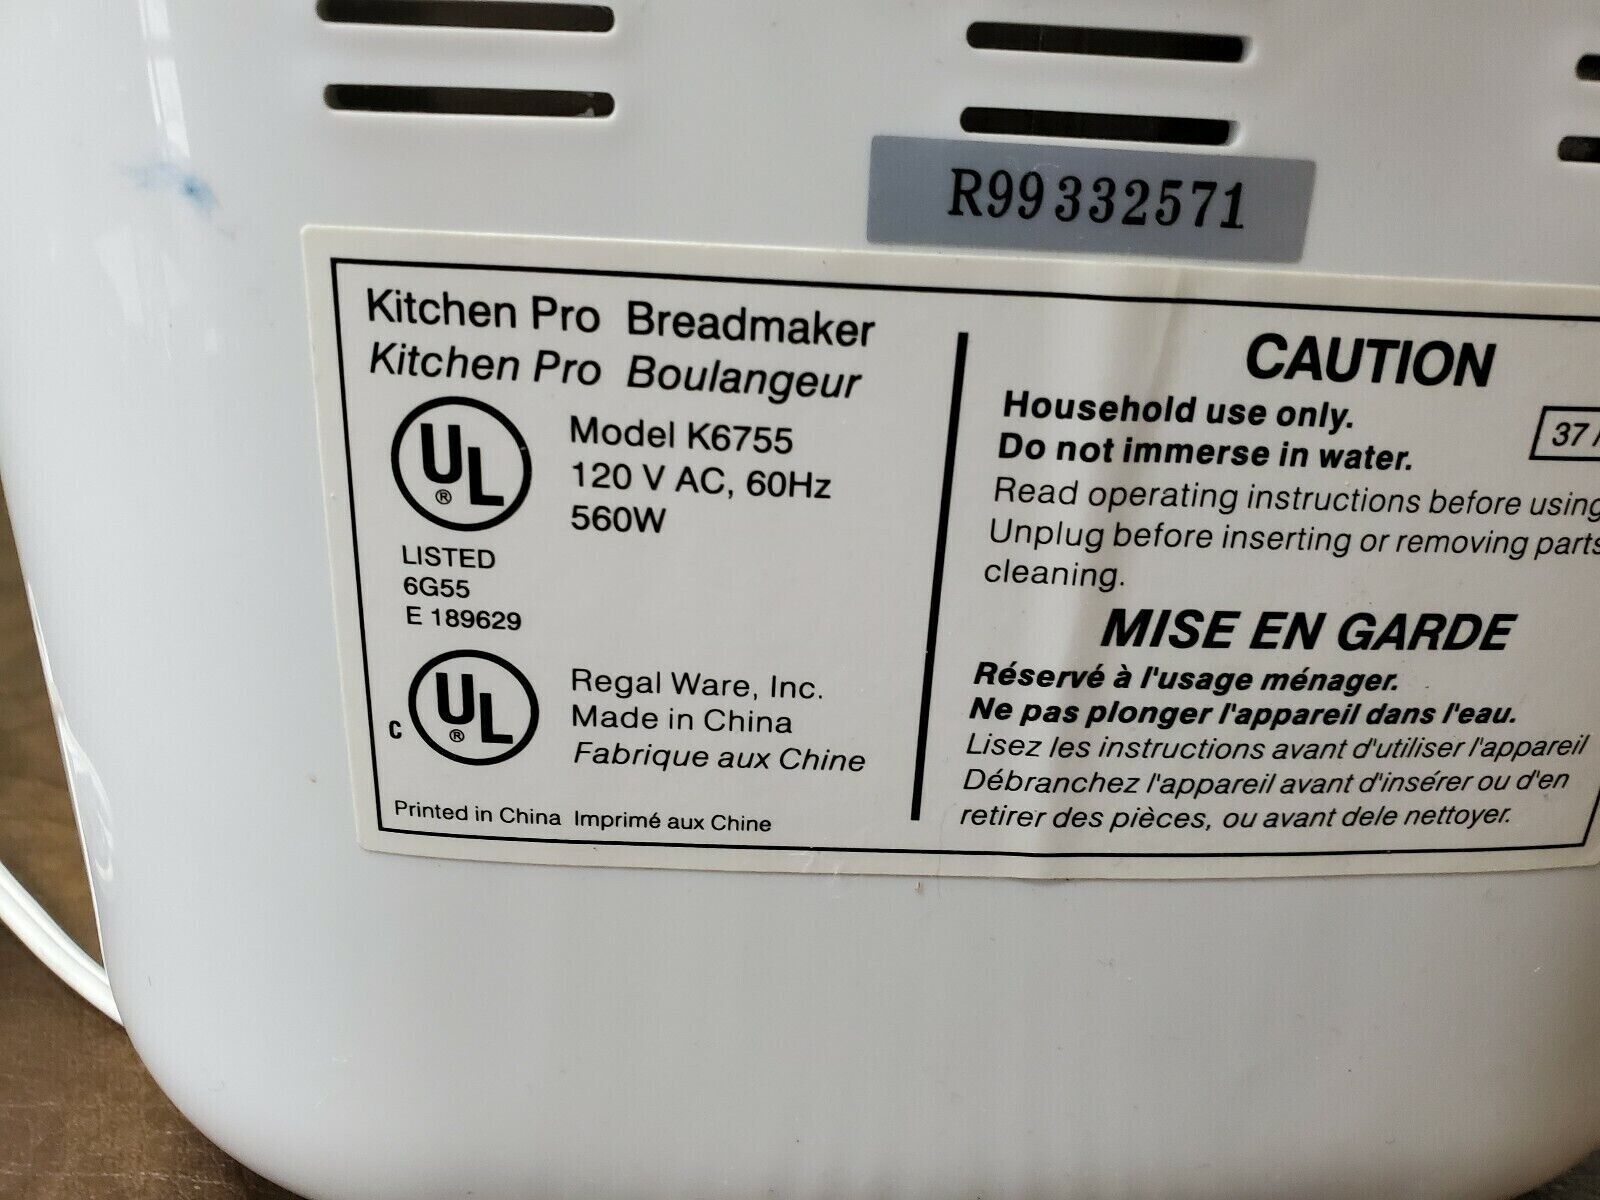 R99332571
Kitchen Pro Breadmaker
Kitchen Pro Boulangeur
UL
®
Model K6755
120 V AC, 60Hz
560W
LISTED
6G55
E 189629
C UL
®
Regal Ware, Inc.
Made in China
Fabrique aux Chine
Printed in China Imprimé aux Chine
CAUTION
Household use only.
Do not immerse in water.
37
Read operating instructions before using
Unplug before inserting or removing parts
cleaning.
MISE EN GARDE
Réservé à l'usage ménager.
Ne pas plonger l'appareil dans l'eau.
Lisez les instructions avant d'utiliser l'appareil
Débranchez l'appareil avant d'insérer ou d'en
retirer des pièces, ou avant dele nettoyer.